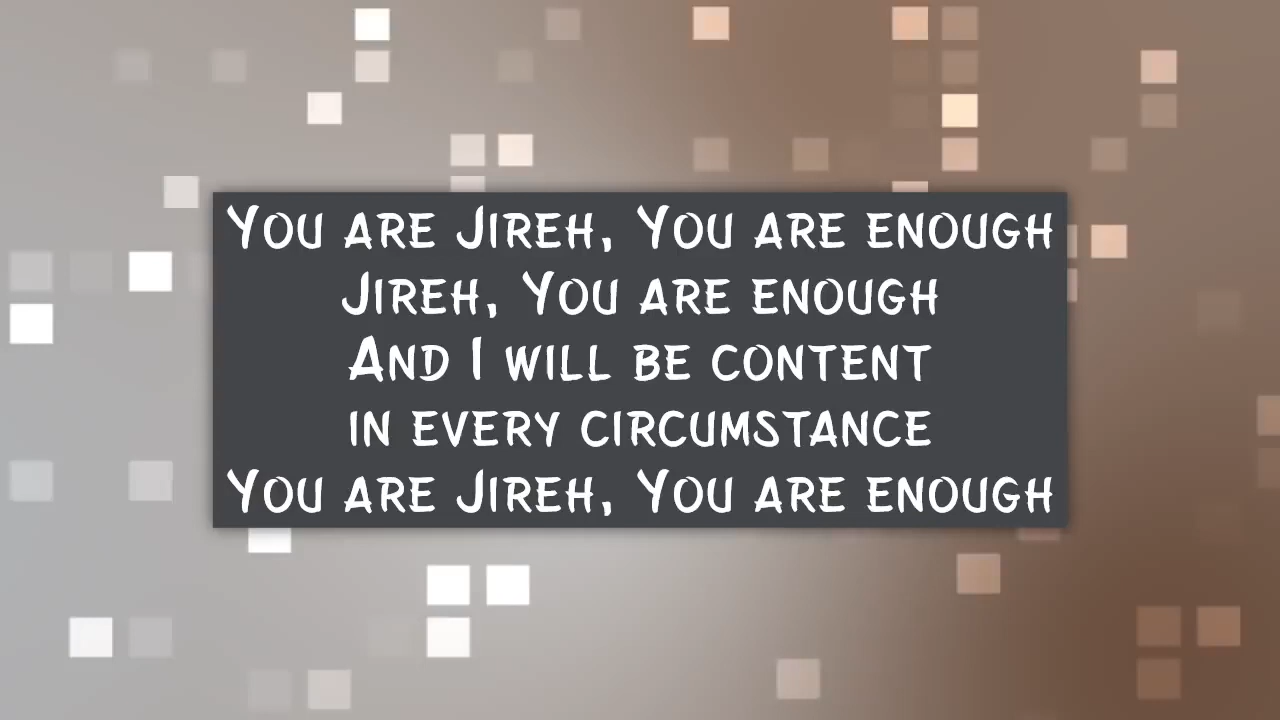 You are Jireh, You are enough
Jireh, You are enough
And I will be content
in every circumstance
You are Jireh, You are enough